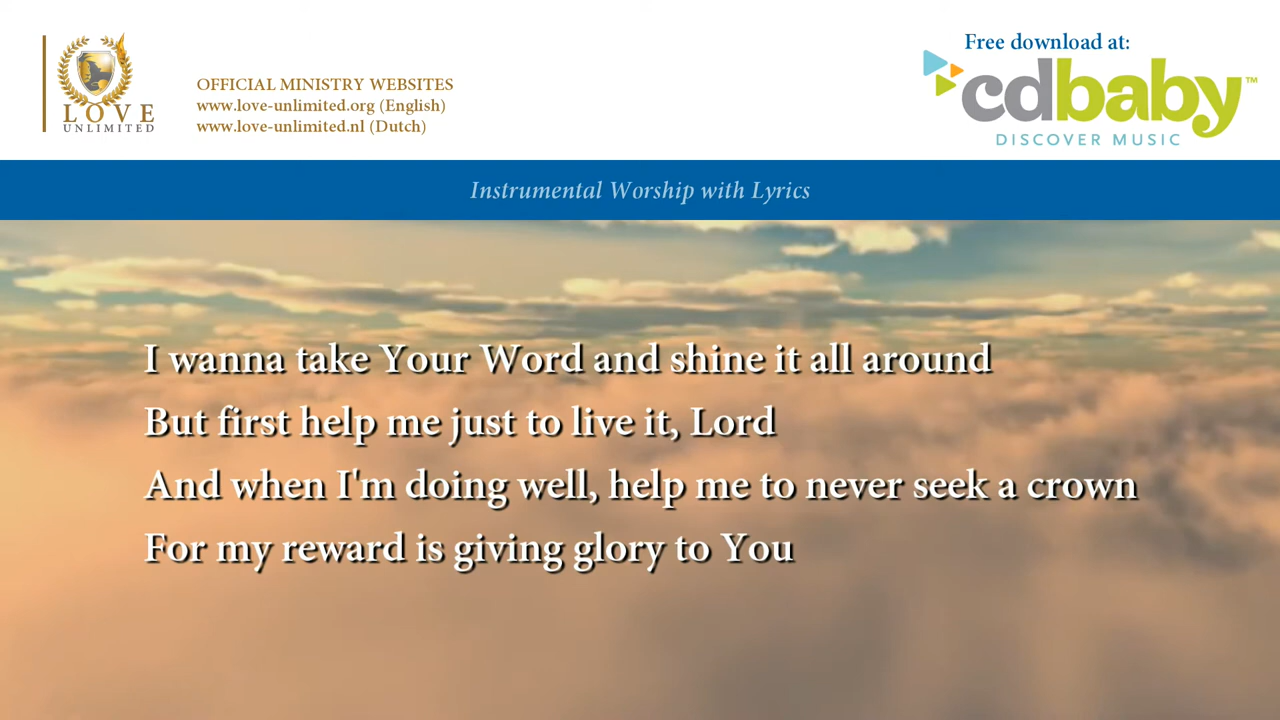 LOVE
UNLIMITED
OFFICIAL MINISTRY WEBSITES
www.love-unlimited.org (English)
www.love-unlimited.nl (Dutch)
Free download at:
cdbaby™
DISCOVER MUSIC
Instrumental Worship with Lyrics
I wanna take Your Word and shine it all around
But first help me just to live it, Lord
And when I'm doing well, help me to never seek a crown
For my reward is giving glory to You